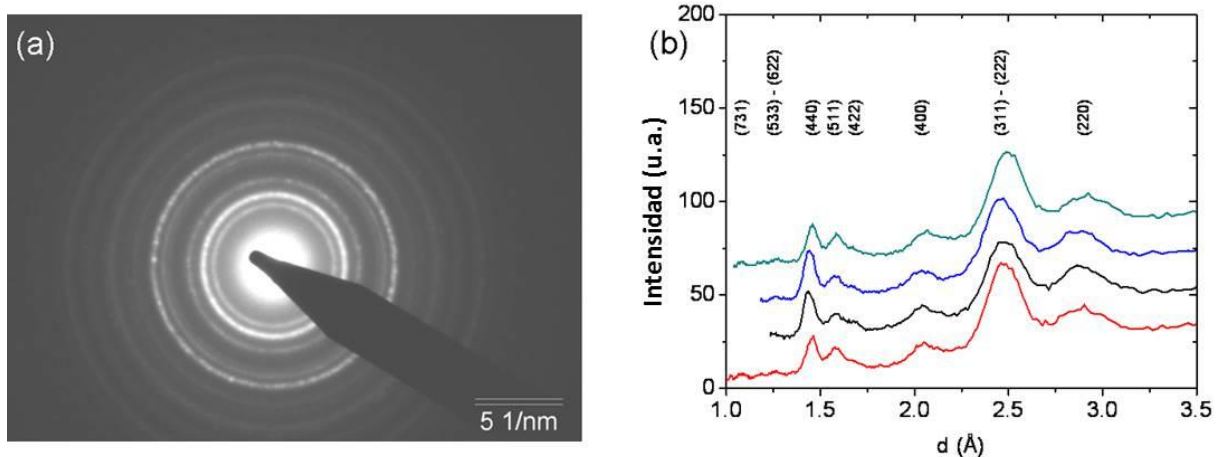 (a)
5 1/nm
(b)
Intensidad (u.a.)
200
150
100
50
0
(731)
(533) - (622)
(440)
(511)
(422)
(400)
(311) - (222)
(220)
1.0 1.5 2.0 2.5 3.0 3.5
d (Å)